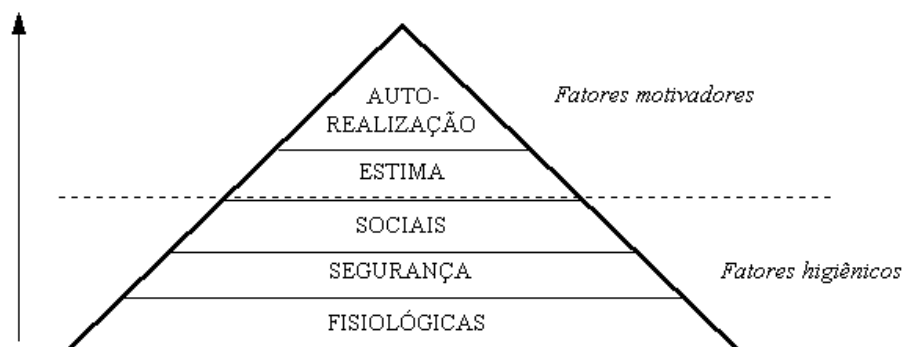 AUTO-
REALIZAÇÃO
Fatores motivadores
ESTIMA
SOCIAIS
SEGURANÇA
Fatores higiênicos
FISIOLÓGICAS